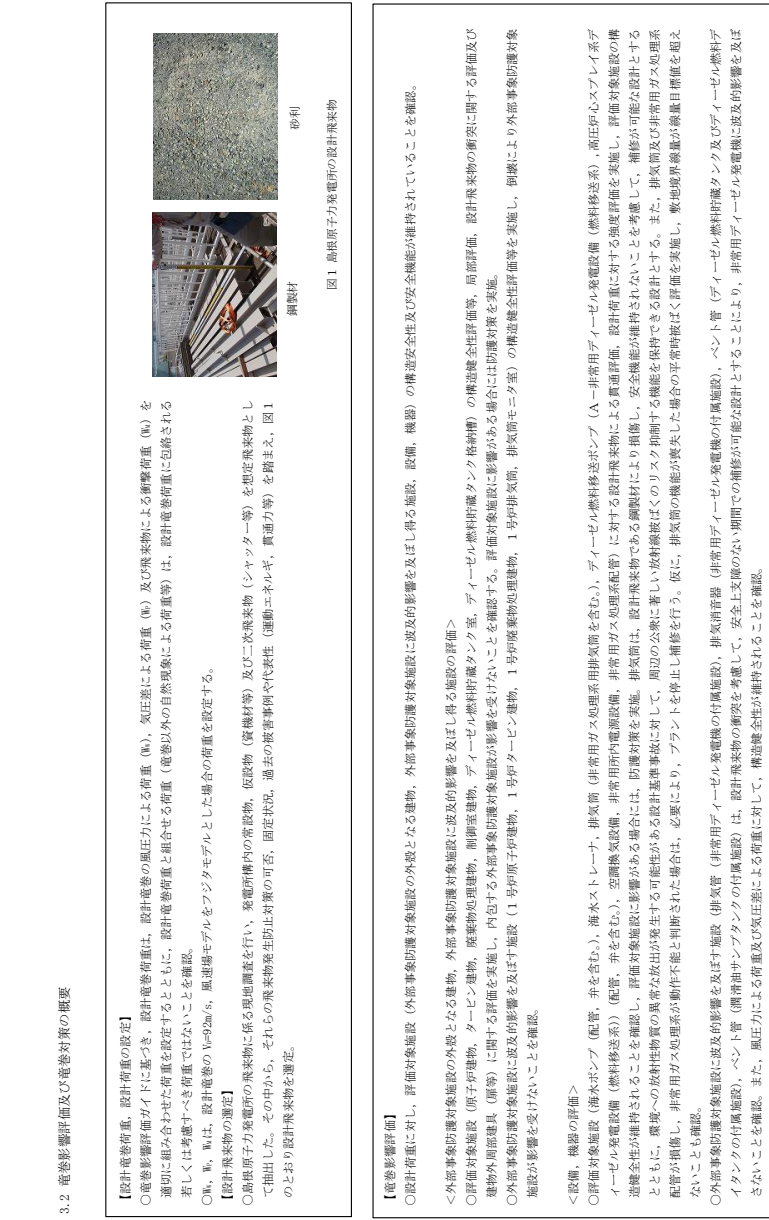 3.2 竜巻影響評価及び竜巻対策の概要
【設計竜巻荷重，設計荷重の設定】
○竜巻影響評価ガイドに基づき，設計竜巻荷重は，設計竜巻の風圧力による荷重（Ww），気圧差による荷重（Wp）及び飛来物による衝撃荷重（WM）を
適切に組み合わせた荷重を設定するとともに，設計竜巻荷重と組合せる荷重（竜巻以外の自然現象による荷重等）は，設計竜巻荷重に包絡される
若しくは考慮すべき荷重ではないことを確認。
○Ww，Wp，WMは，設計竜巻のVD=92m/s，風速場モデルをフジタモデルとした場合の荷重を設定する。
【設計飛来物の選定】
○島根原子力発電所の飛来物に係る現地調査を行い，発電所構内の常設物，仮設物（資機材等）及び二次飛来物（シャッター等）を想定飛来物とし
て抽出した。その中から，それらの飛来物発生防止対策の可否，固定状況，過去の被害事例や代表性（運動エネルギ，貫通力等）を踏まえ，図1
のとおり設計飛来物を選定。
鋼製材
砂利
図1 島根原子力発電所の設計飛来物
【竜巻影響評価】
○設計荷重に対し，評価対象施設（外部事象防護対象施設の外殻となる建物，外部事象防護対象施設に波及的影響を及ぼし得る施設，設備，機器）の構造安全性及び安全機能が維持されていることを確認。
＜外部事象防護対象施設の外殻となる建物，外部事象防護対象施設に波及的影響を及ぼし得る施設の評価＞
○評価対象施設（原子炉建物，タービン建物，廃棄物処理建物，制御室建物，ディーゼル燃料貯蔵タンク室，ディーゼル燃料貯蔵タンク格納槽）の構造健全性評価等，局部評価，設計飛来物の衝突に関する評価及び
建物外周部建具（扉等）に関する評価を実施し，内包する外部事象防護対象施設が影響を受けないことを確認する。評価対象施設に影響がある場合には防護対策を実施。
○外部事象防護対象施設に波及的影響を及ぼす施設（1号炉原子炉建物，1号炉タービン建物，1号炉廃棄物処理建物，1号炉排気筒，排気筒モニタ室）の構造健全性評価等を実施し，倒壊により外部事象防護対象
施設が影響を受けないことを確認。
＜設備，機器の評価＞
○評価対象施設（海水ポンプ（配管，弁を含む。），海水ストレーナ，排気筒（非常用ガス処理系用排気筒を含む。），ディーゼル燃料移送ポンプ（A－非常用ディーゼル発電設備（燃料移送系），高圧炉心スプレイ系デ
ィーゼル発電設備（燃料移送系））（配管，弁を含む。），空調換気設備，非常用所内電源設備，非常用ガス処理系配管）に対する設計飛来物による貫通評価，設計荷重に対する強度評価を実施し，評価対象施設の構
造健全性が維持されることを確認し，評価対象施設に影響がある場合には，防護対策を実施。排気筒は，設計飛来物である鋼製材により損傷し，安全機能が維持されないことを考慮して，補修が可能な設計とする
とともに，環境への放射性物質の異常な放出が発生する可能性がある設計基準事故に対して，周辺の公衆に著しい放射線被ばくのリスク抑制する機能を保持できる設計とする。また，排気筒及び非常用ガス処理系
配管が損傷し，非常用ガス処理系が動作不能と判断された場合は，必要により，プラントを停止し補修を行う。仮に，排気筒の機能が喪失した場合の平常時被ばく評価を実施し，敷地境界線量が線量目標値を超え
ないことも確認。
○外部事象防護対象施設に波及的影響を及ぼす施設（排気管（非常用ディーゼル発電機の付属施設），排気消音器（非常用ディーゼル発電機の付属施設），ベント管（ディーゼル燃料貯蔵タンク及びディーゼル燃料デ
イタンクの付属施設），ベント管（潤滑油サンプタンクの付属施設）は，設計飛来物の衝突を考慮して，安全上支障のない期間での補修が可能な設計とすることにより，非常用ディーゼル発電機に波及的影響を及ぼ
さないことを確認。また，風圧力による荷重及び気圧差による荷重に対して，構造健全性が維持されることを確認。